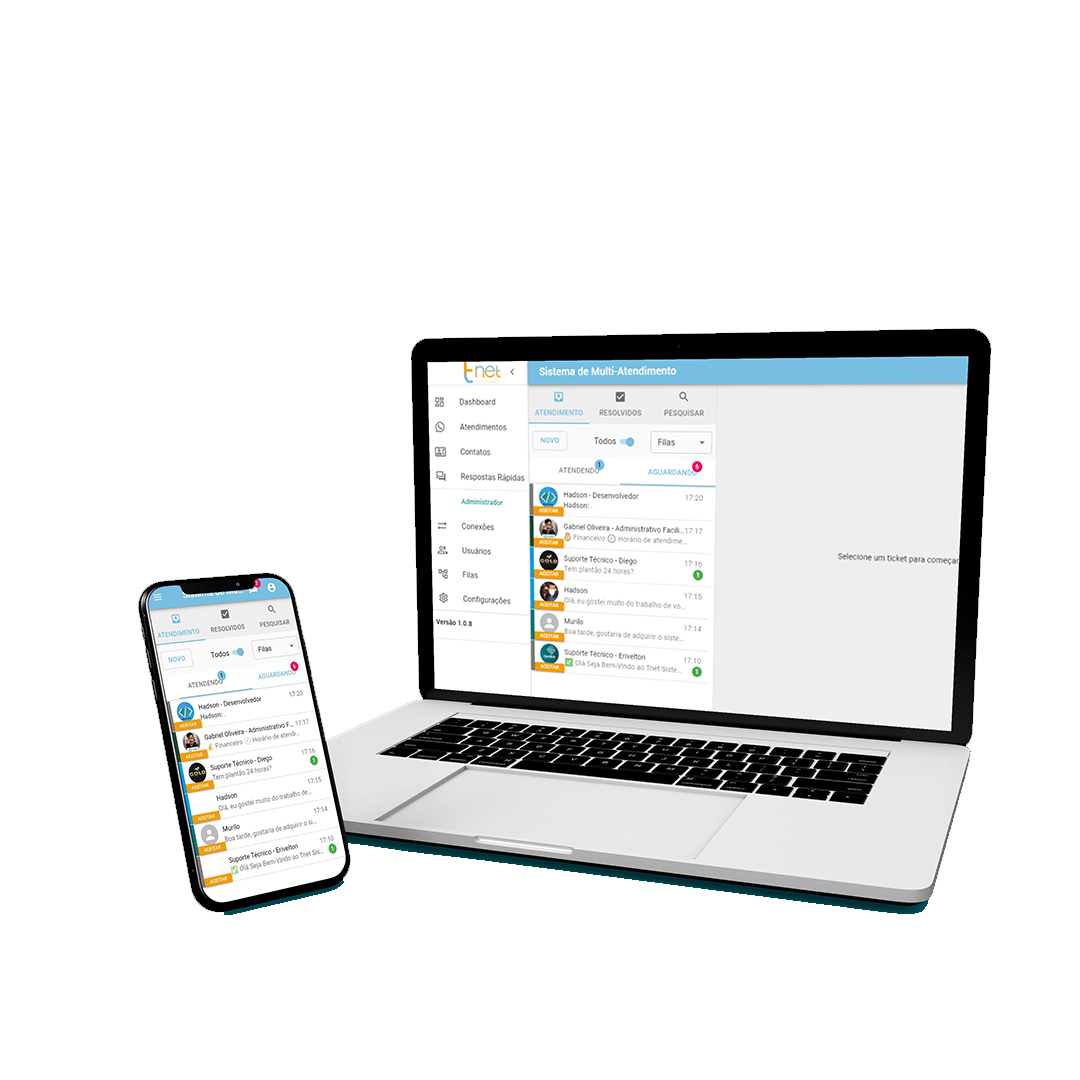 tnet
Sistema de Multi-Atendimento
Dashboard
Atendimentos
Contatos
Respostas Rápidas
Administrador
Conexões
Usuários
Filas
Configurações
Versão 1.0.8
ATENDIMENTO
RESOLVIDOS
PESQUISAR
NOVO
Todos
Filas
ATENDENDO
1
AGUARDANDO
6
Hadson - Desenvolvedor
17:20
Hadson: .
ACEITAR
Gabriel Oliveira - Administrativo Facili...
17:17
Financeiro Horário de atendime...
ACEITAR
GOLD
Suporte Técnico - Diego
17:16
Tem plantão 24 horas?
1
ACEITAR
Hadson
17:15
Olá, eu gostei muito do trabalho de vo...
ACEITAR
Murilo
17:14
Boa tarde, gostaria de adquirir o siste...
ACEITAR
Suporte Técnico - Erivelton
17:10
✅ Olá Seja Bem-Vindo ao Tnet Siste...
1
ACEITAR
Selecione um ticket para começar
Sistema de Mu...
ATENDIMENTO
RESOLVIDOS
PESQUISAR
NOVO
Todos
Filas
ATENDENDO
1
AGUARDANDO
6
Hadson - Desenvolvedor
17:20
Hadson: .
ACEITAR
Gabriel Oliveira - Administrativo F...
17:17
Financeiro Horário de atendi...
ACEITAR
GOLD
Suporte Técnico - Diego
17:16
Tem plantão 24 horas?
1
ACEITAR
Hadson
17:15
Olá, eu gostei muito do trabalho de...
ACEITAR
Murilo
17:14
Boa tarde, gostaria de adquirir o si...
ACEITAR
Suporte Técnico - Erivelton
17:10
✅ Olá Seja Bem-Vindo ao Tnet Sis...
1
ACEITAR